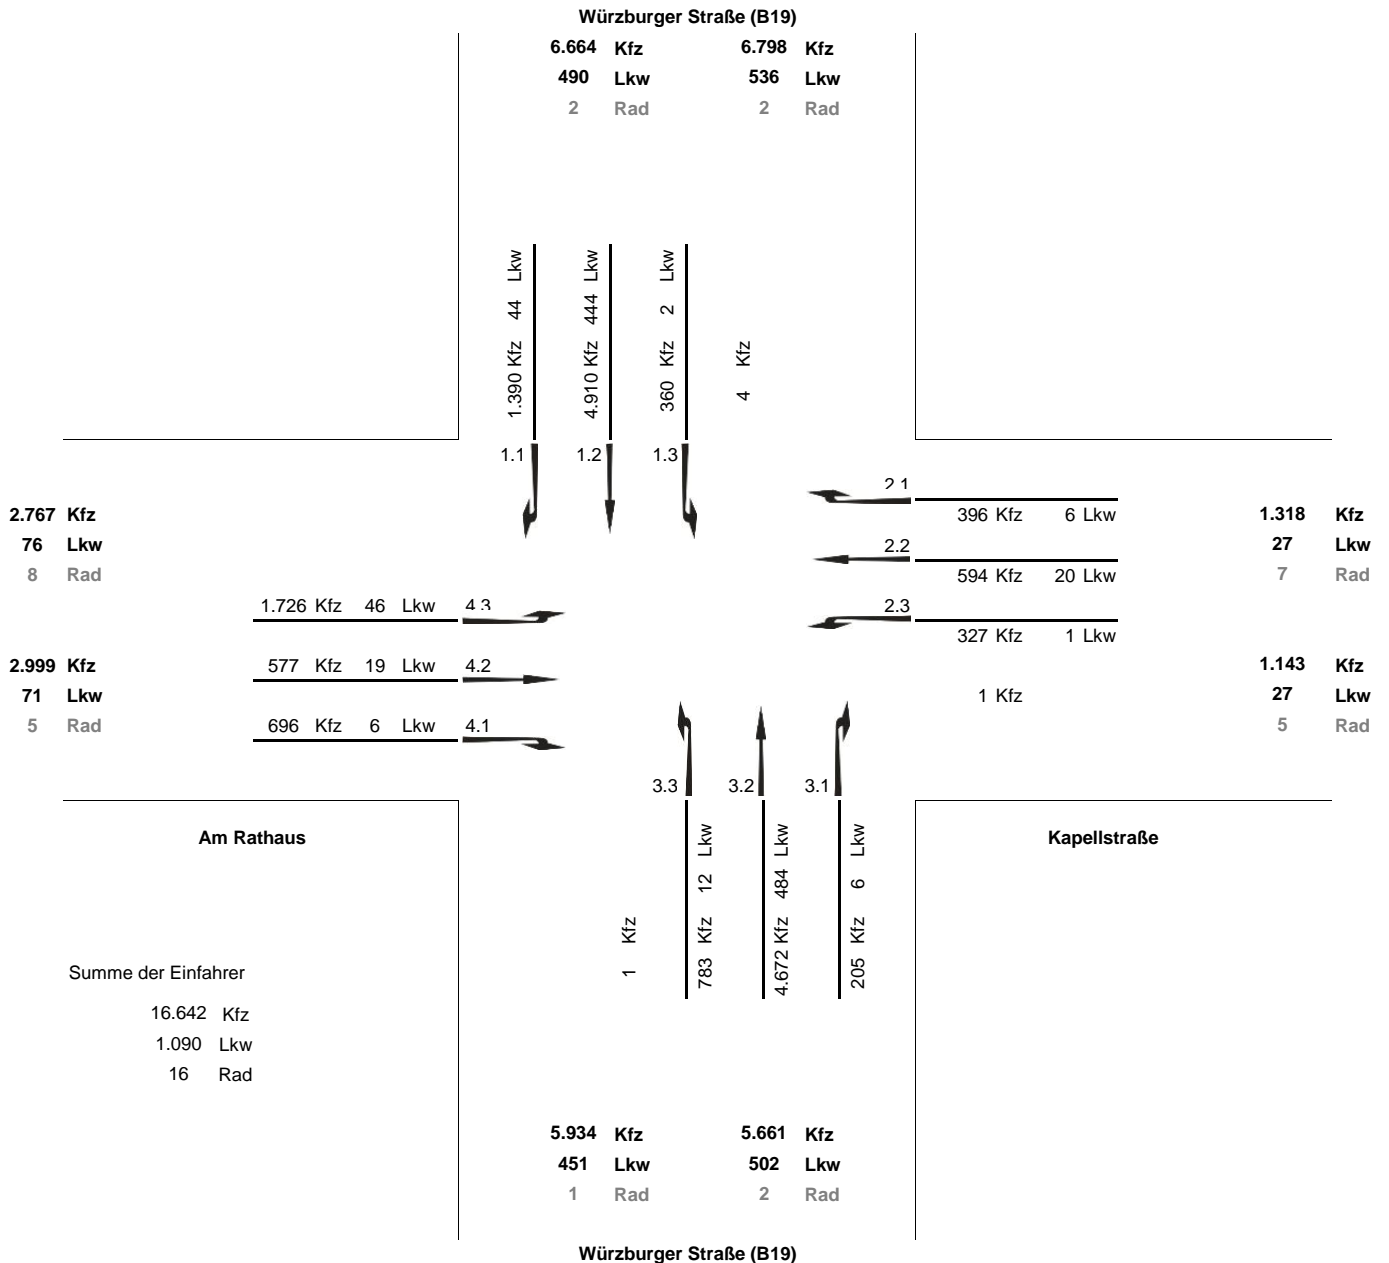 Würzburger Straße (B19)
6.664 Kfz 6.798 Kfz
490 Lkw 536 Lkw
2 Rad 2 Rad
1.390 Kfz 44 Lkw
4.910 Kfz 444 Lkw
360 Kfz 2 Lkw
4 Kfz
1.1 1.2 1.3
2.1
396 Kfz 6 Lkw
2.2
594 Kfz 20 Lkw
2.3
327 Kfz 1 Lkw
1 Kfz
2.767 Kfz
76 Lkw
8 Rad
1.318 Kfz
27 Lkw
7 Rad
1.726 Kfz 46 Lkw 4.3
577 Kfz 19 Lkw 4.2
696 Kfz 6 Lkw 4.1
2.999 Kfz
71 Lkw
5 Rad
1.143 Kfz
27 Lkw
5 Rad
3.3 3.2 3.1
Am Rathaus
Kapellstraße
1 Kfz
783 Kfz 12 Lkw
4.672 Kfz 484 Lkw
205 Kfz 6 Lkw
Summe der Einfahrer
16.642 Kfz
1.090 Lkw
16 Rad
5.934 Kfz 5.661 Kfz
451 Lkw 502 Lkw
1 Rad 2 Rad
Würzburger Straße (B19)